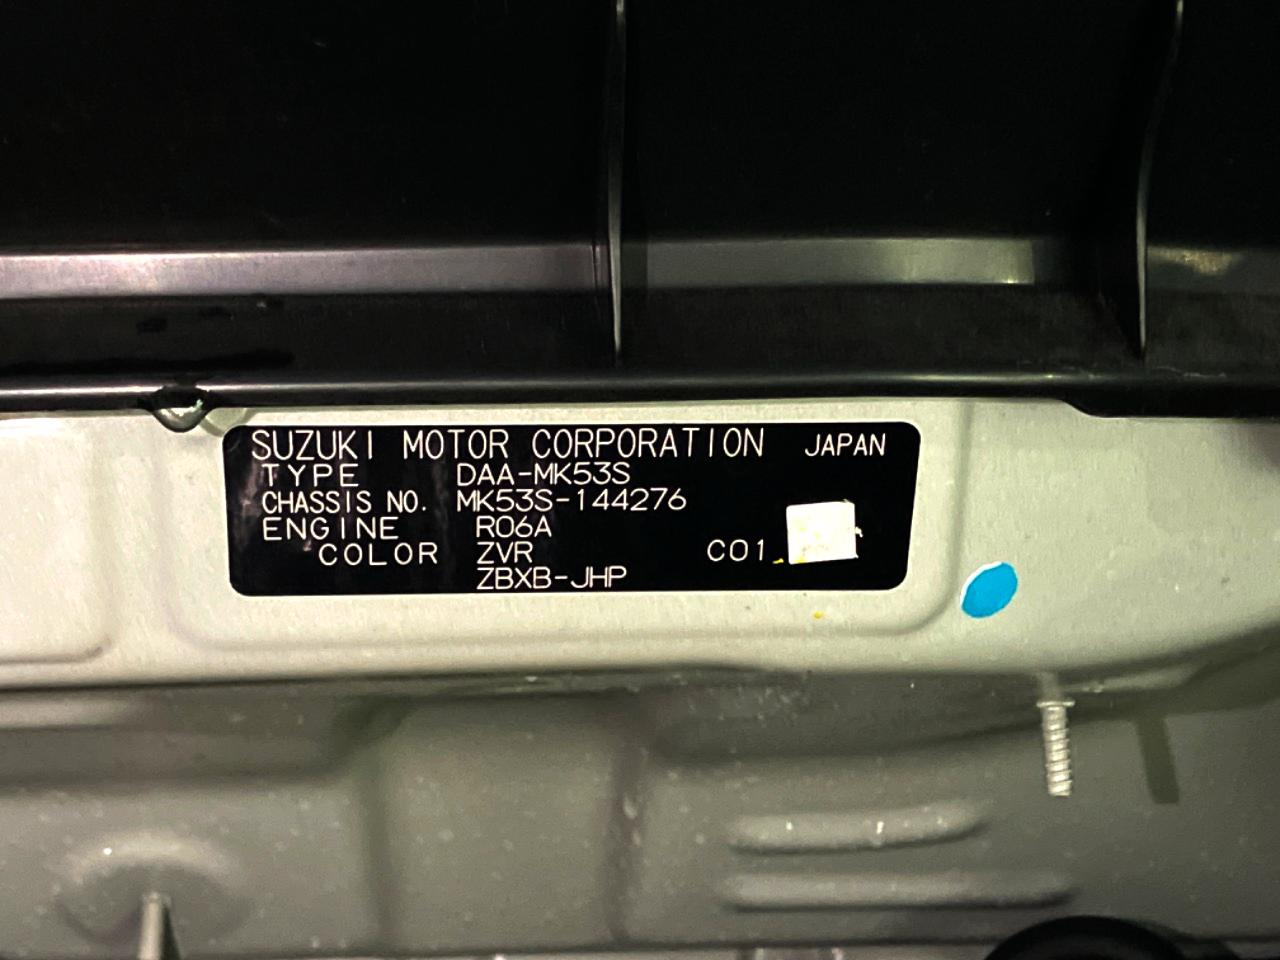 SUZUKI MOTOR CORPORATION JAPAN
TYPE DAA-MK53S
CHASSIS NO. MK53S-144276
ENGINE R06A
COLOR ZVR C01
ZBXB-JHP